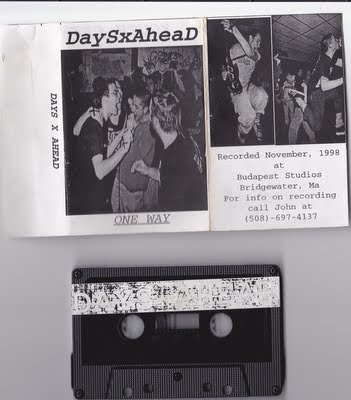 DaySxAheaD
DAYS X AHEAD
ONE WAY
Recorded November, 1998
at
Budapest Studios
Bridgewater, Ma
For info on recording
call John at
(508)-697-4137